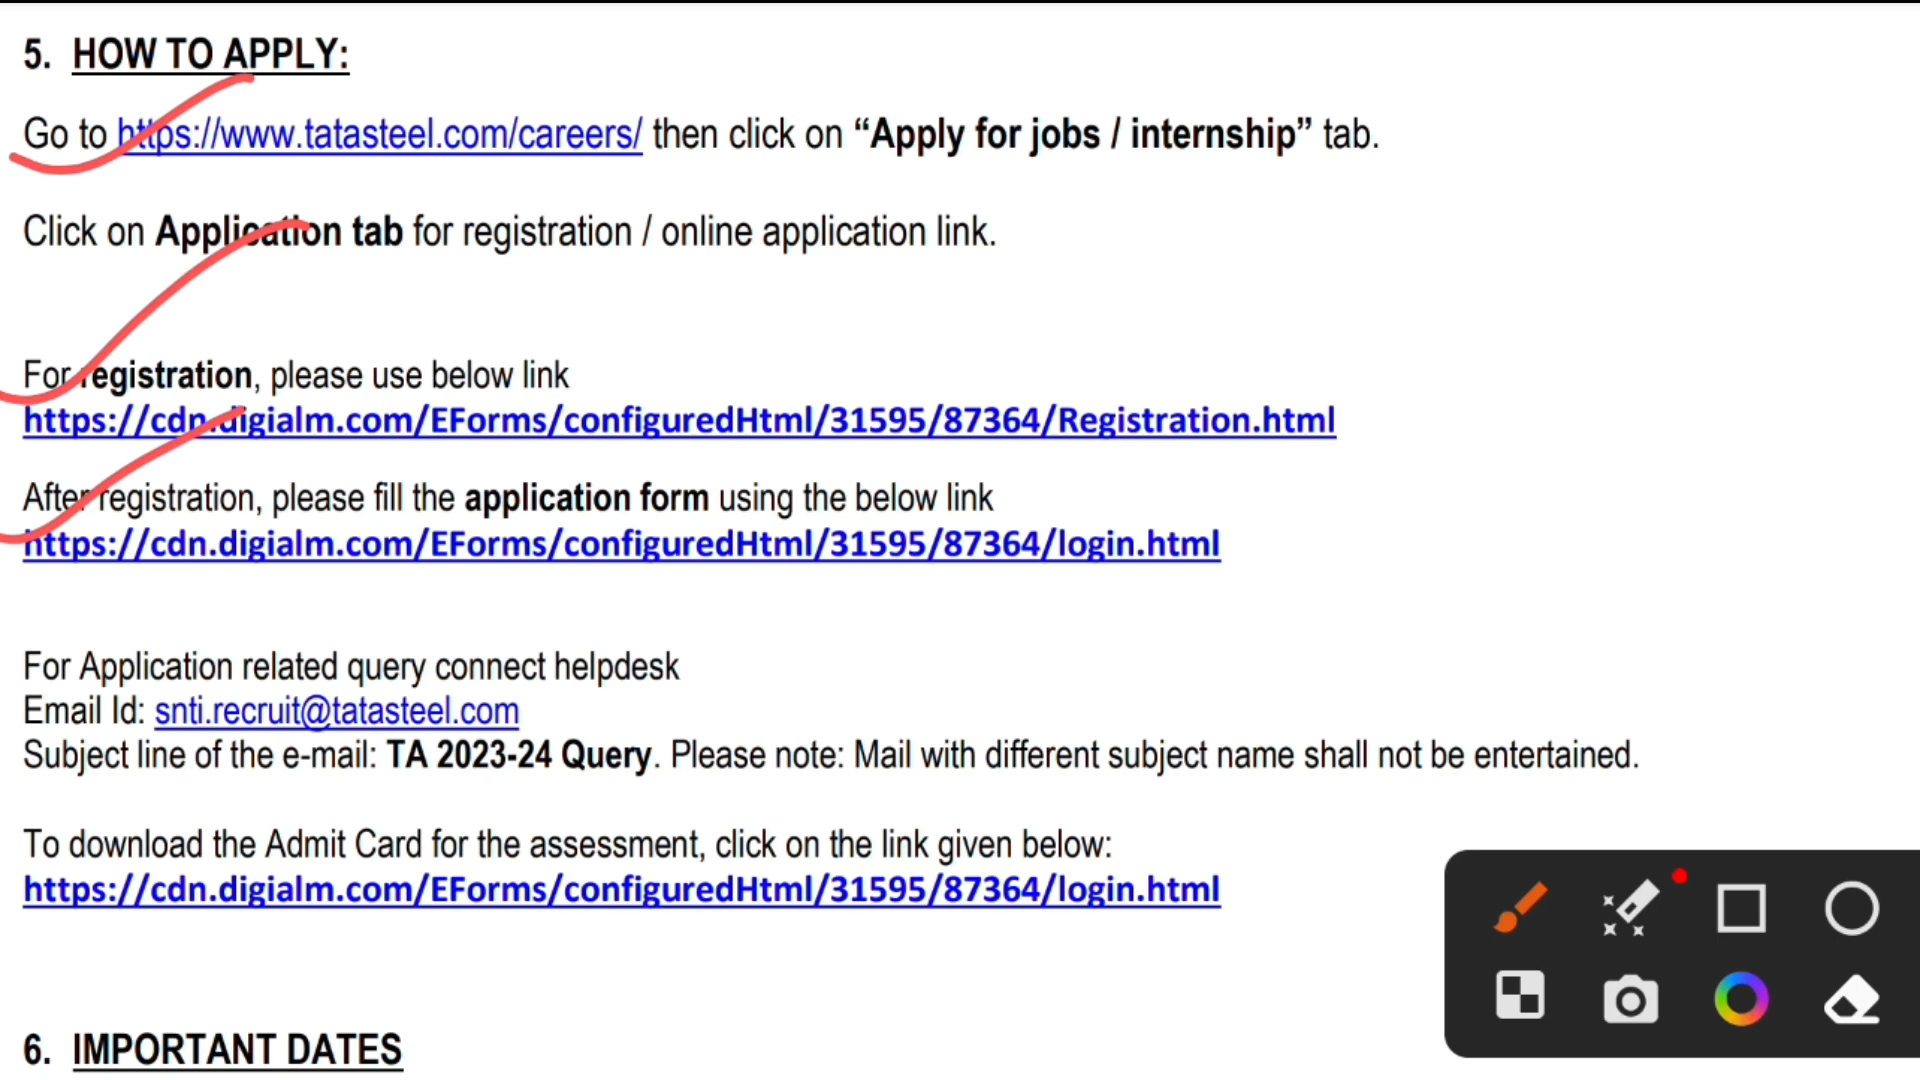 5. HOW TO APPLY:
Go to https://www.tatasteel.com/careers/ then click on “Apply for jobs / internship” tab.
Click on Application tab for registration / online application link.
For registration, please use below link
https://cdn.digialm.com/EForms/configuredHtml/31595/87364/Registration.html
After registration, please fill the application form using the below link
https://cdn.digialm.com/EForms/configuredHtml/31595/87364/login.html
For Application related query connect helpdesk
Email Id: snti.recruit@tatasteel.com
Subject line of the e-mail: TA 2023-24 Query. Please note: Mail with different subject name shall not be entertained.
To download the Admit Card for the assessment, click on the link given below:
https://cdn.digialm.com/EForms/configuredHtml/31595/87364/login.html
6. IMPORTANT DATES